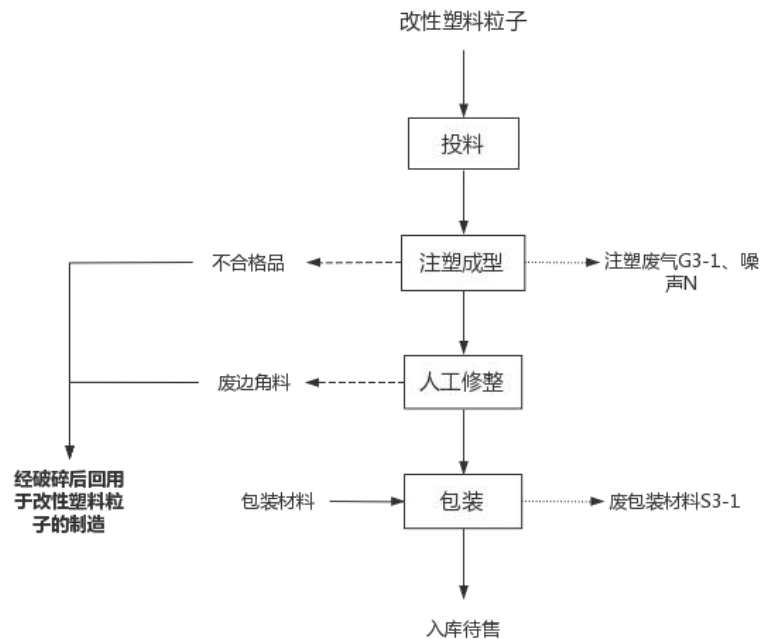 改性塑料粒子
投料
不合格品
注塑成型
注塑废气G3-1、噪
声N
废边角料
人工修整
经破碎后回用
于改性塑料粒
子的制造
包装材料
包装
废包装材料S3-1
入库待售